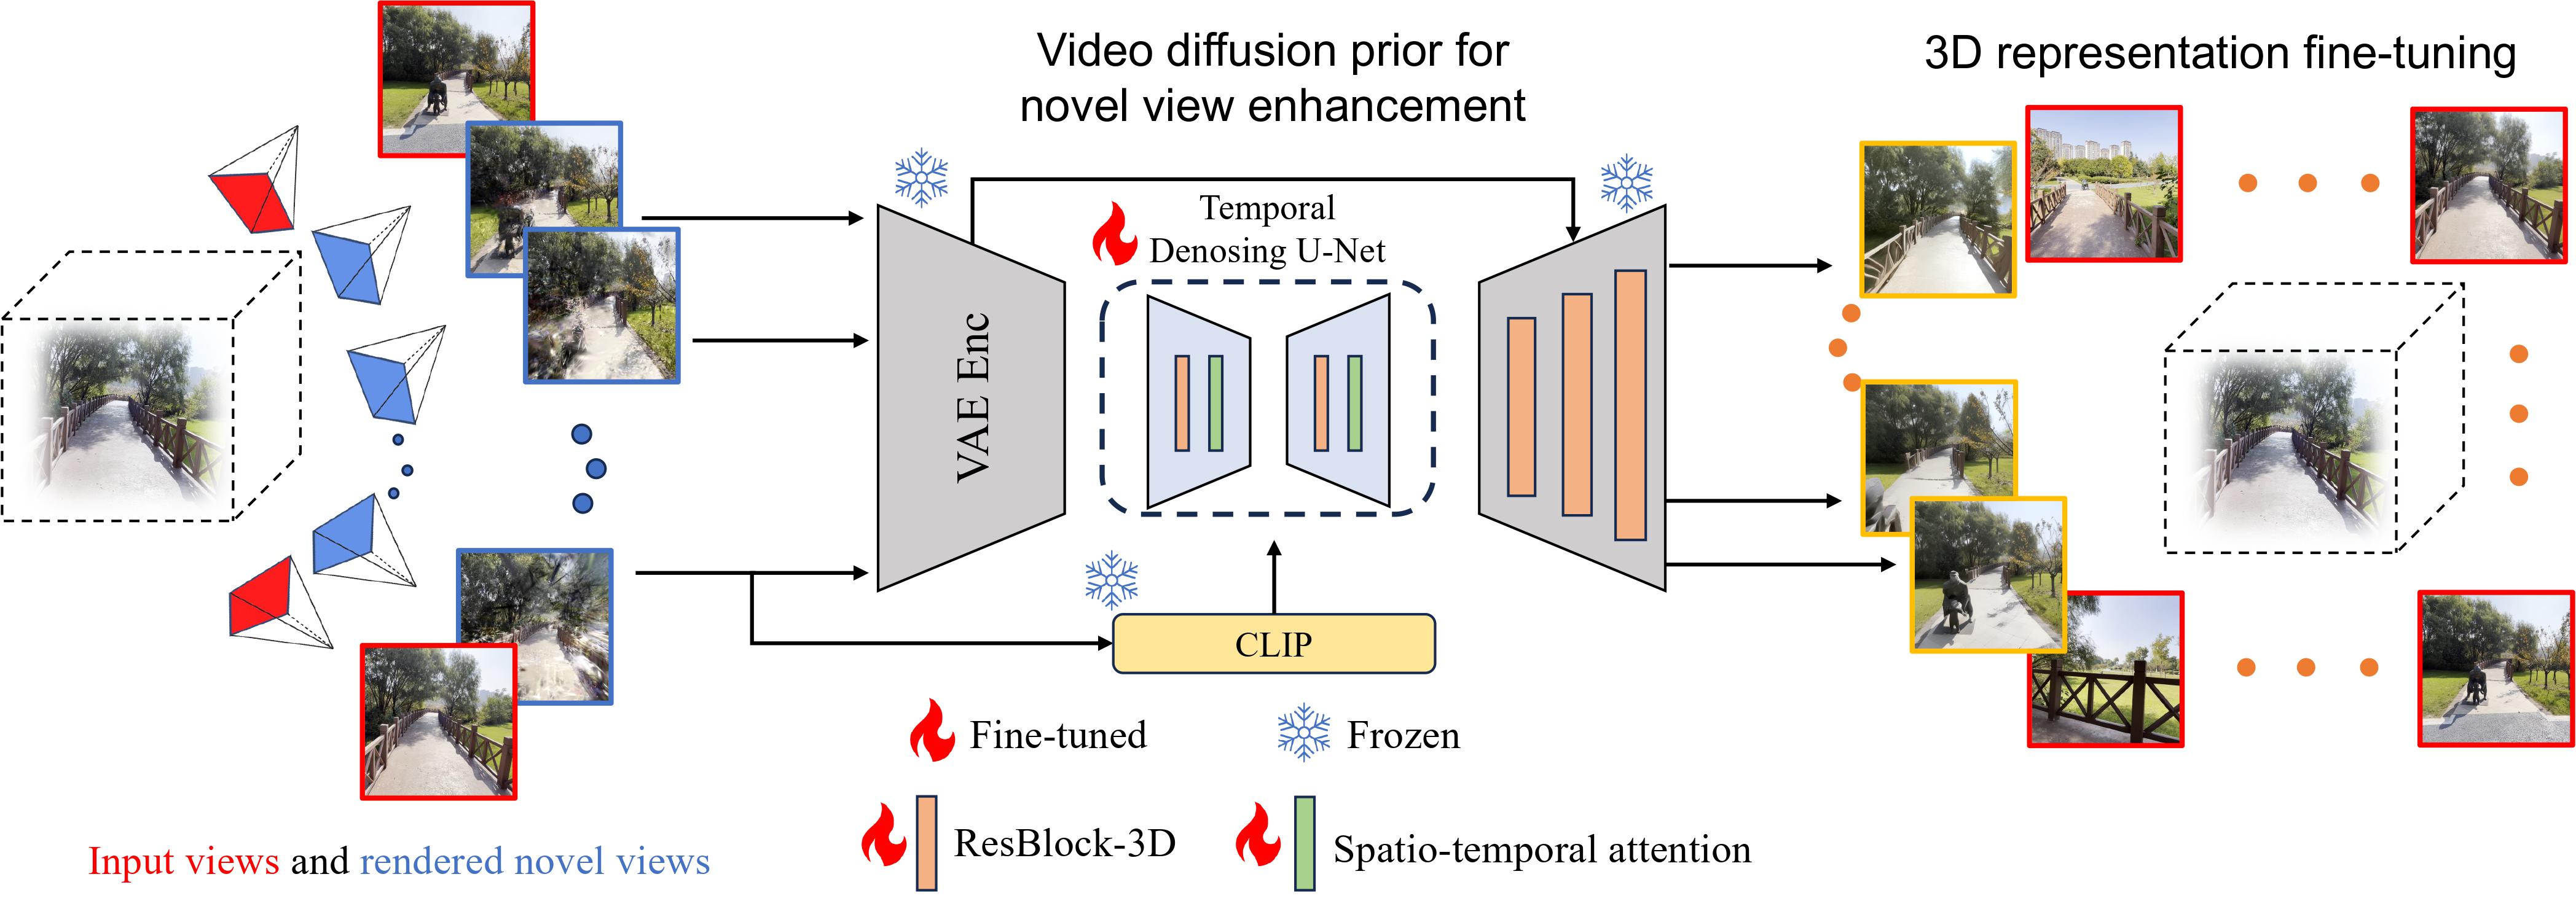 Video diffusion prior for
novel view enhancement
3D representation fine-tuning
Temporal
Denosing U-Net
VAE Enc
CLIP
Fine-tuned
Frozen
ResBlock-3D
Spatio-temporal attention
Input views and rendered novel views